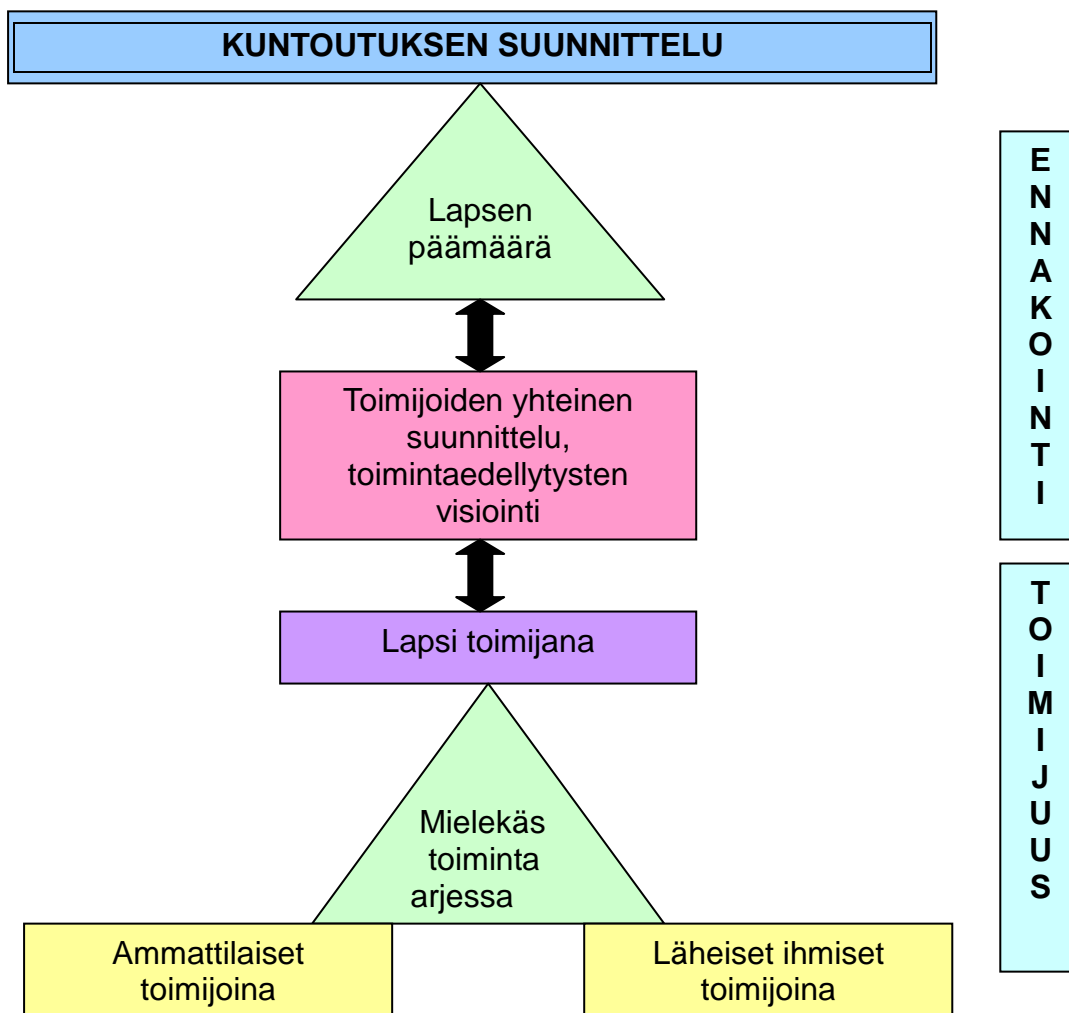 KUNTOUTUKSEN SUUNNITTELU
Lapsen
päämäärä
Toimijoiden yhteinen
suunnittelu,
toimintaedellytysten
visiointi
Lapsi toimijana
Mielekäs
toiminta
arjessa
Ammattilaiset
toimijoina
Läheiset ihmiset
toimijoina
E
N
N
A
K
O
I
N
T
I
T
O
I
M
I
J
U
U
S